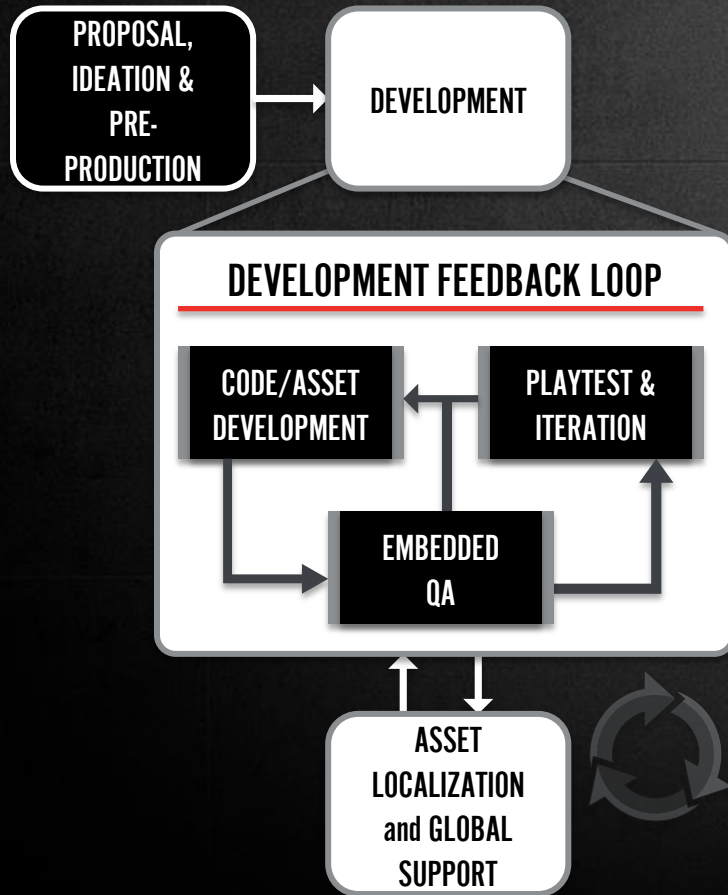 PROPOSAL,
IDEATION &
PRE-
PRODUCTION
DEVELOPMENT
DEVELOPMENT FEEDBACK LOOP
CODE/ASSET
DEVELOPMENT
PLAYTEST &
ITERATION
EMBEDDED
QA
ASSET
LOCALIZATION
and GLOBAL
SUPPORT